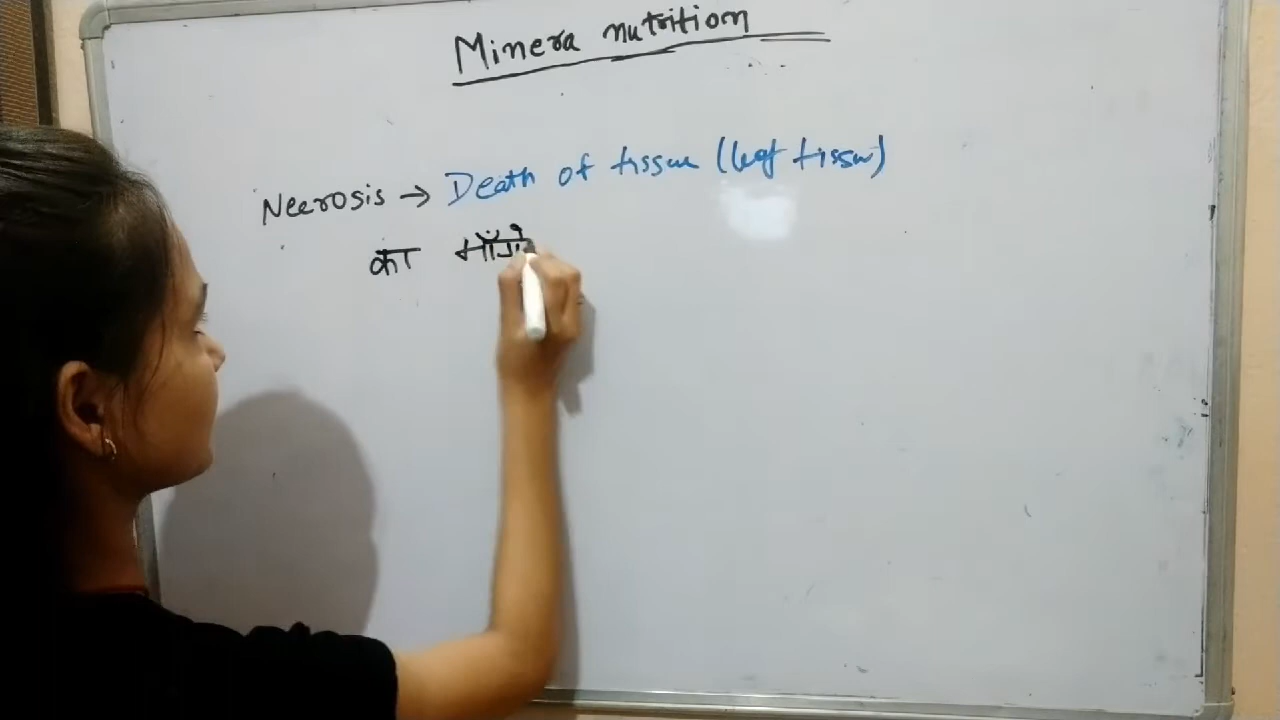 Minera nutrition
Necrosis → Death of tissue (leaf tissue)
का माँगे